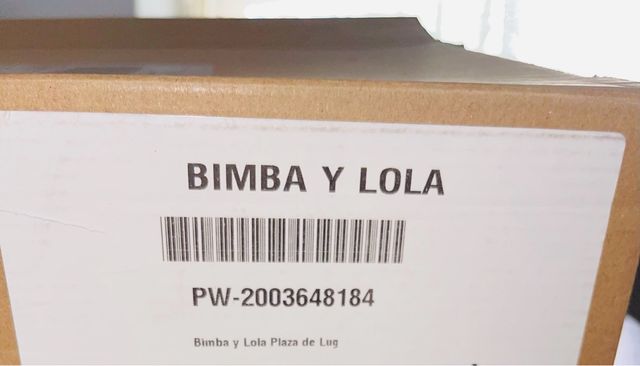 BIMBA Y LOLA
PW-2003648184
Bimba y Lola Plaza de Lug